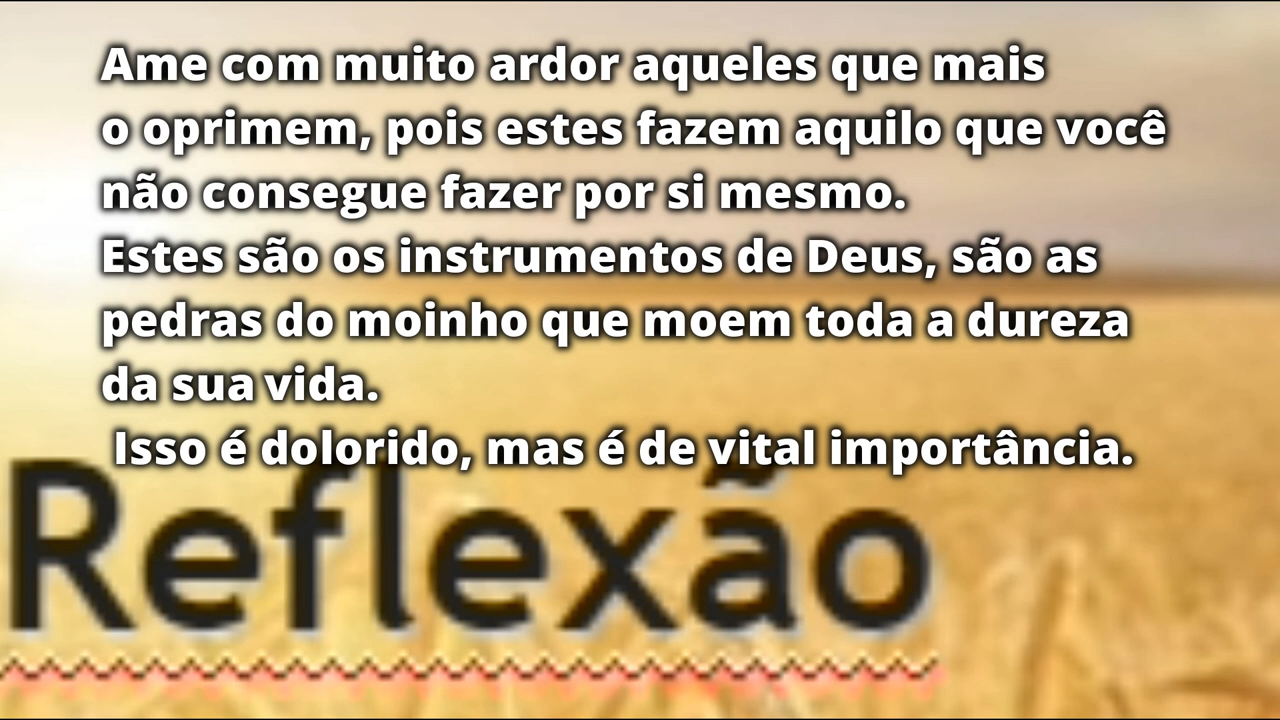 Ame com muito ardor aqueles que mais
o oprimem, pois estes fazem aquilo que você
não consegue fazer por si mesmo.
Estes são os instrumentos de Deus, são as
pedras do moinho que moem toda a dureza
da sua vida.
Isso é dolorido, mas é de vital importância.
Reflexão